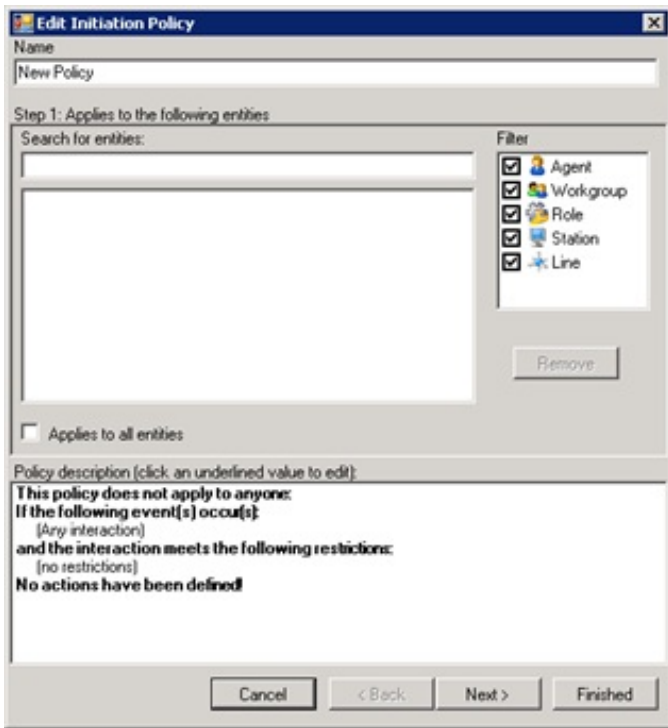 Edit Initiation Policy
Name
New Policy
Step 1: Applies to the following entities
Search for entities:
Filter
Agent
Workgroup
Role
Station
Line
Remove
Applies to all entities
Policy description (click an underlined value to edit):
This policy does not apply to anyone:
If the following event(s) occur(s):
(Any interaction)
and the interaction meets the following restrictions:
(no restrictions)
No actions have been defined!
Cancel
< Back
Next >
Finished